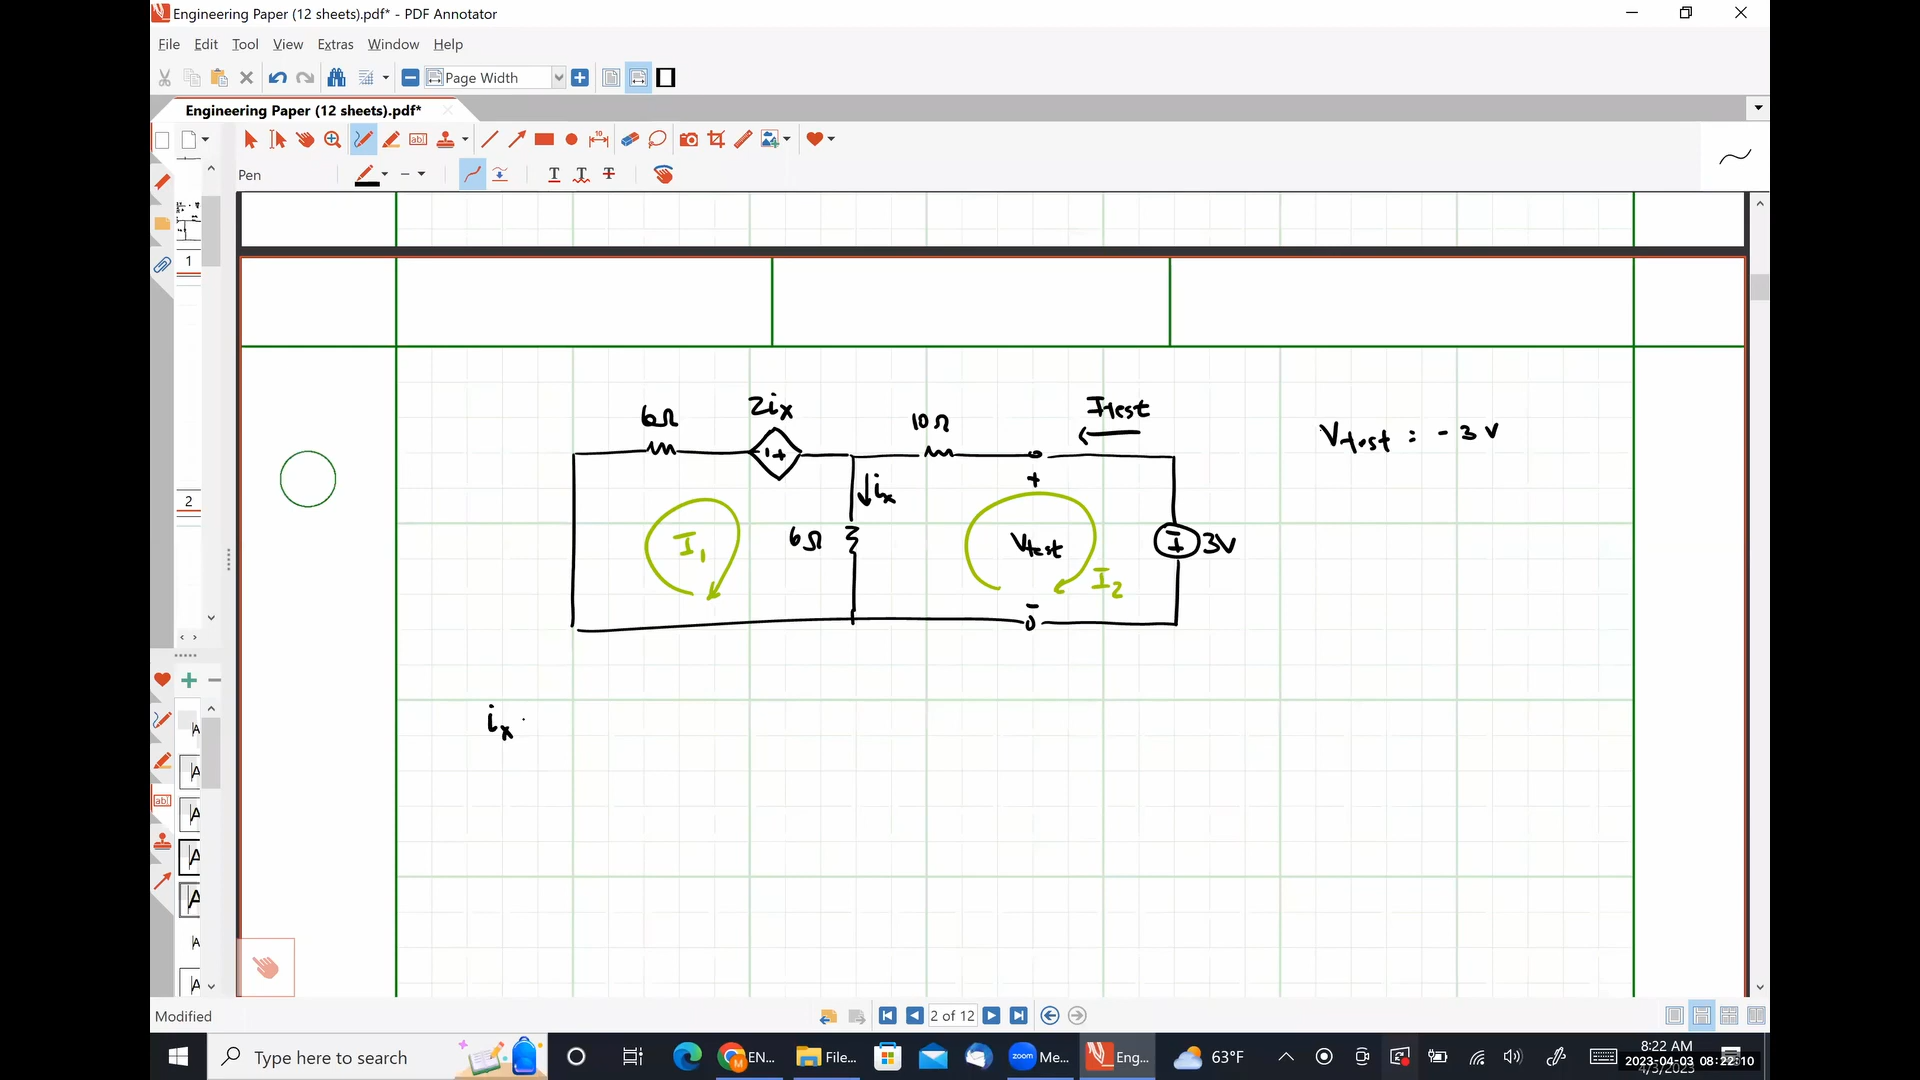 Engineering Paper (12 sheets).pdf* - PDF Annotator
File Edit Tool View Extras Window Help
Page Width
Engineering Paper (12 sheets).pdf*
Pen
1
2
6Ω
2ix
10Ω
Itest
Vtest = -3 V
- +
ix
+
I1
6Ω
Vtest
3V
I2
-
ix
Modified
2 of 12
Type here to search
EN...
File...
zoom
Me...
Eng...
63°F
8:22 AM
2023-04-03 08:22:10